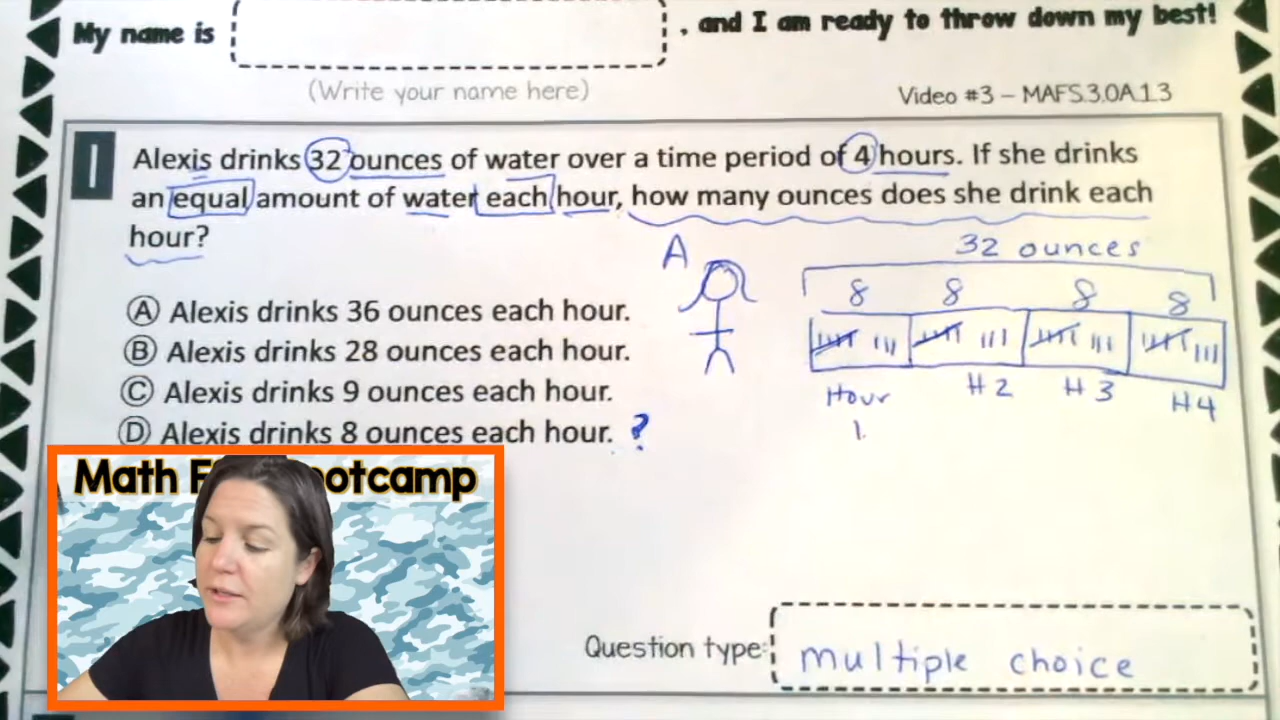 My name is , and I am ready to throw down my best!
(Write your name here)
Video #3 – MAFS.3.OA.1.3
1
Alexis drinks 32 ounces of water over a time period of 4 hours. If she drinks
an equal amount of water each hour, how many ounces does she drink each
hour?
A
32 ounces
8 8 8 8
Ⓐ Alexis drinks 36 ounces each hour.
Ⓑ Alexis drinks 28 ounces each hour.
Ⓒ Alexis drinks 9 ounces each hour.
Ⓓ Alexis drinks 8 ounces each hour. ?
Hour 1. H2 H3 H4
Math ootcamp
Question type: multiple choice